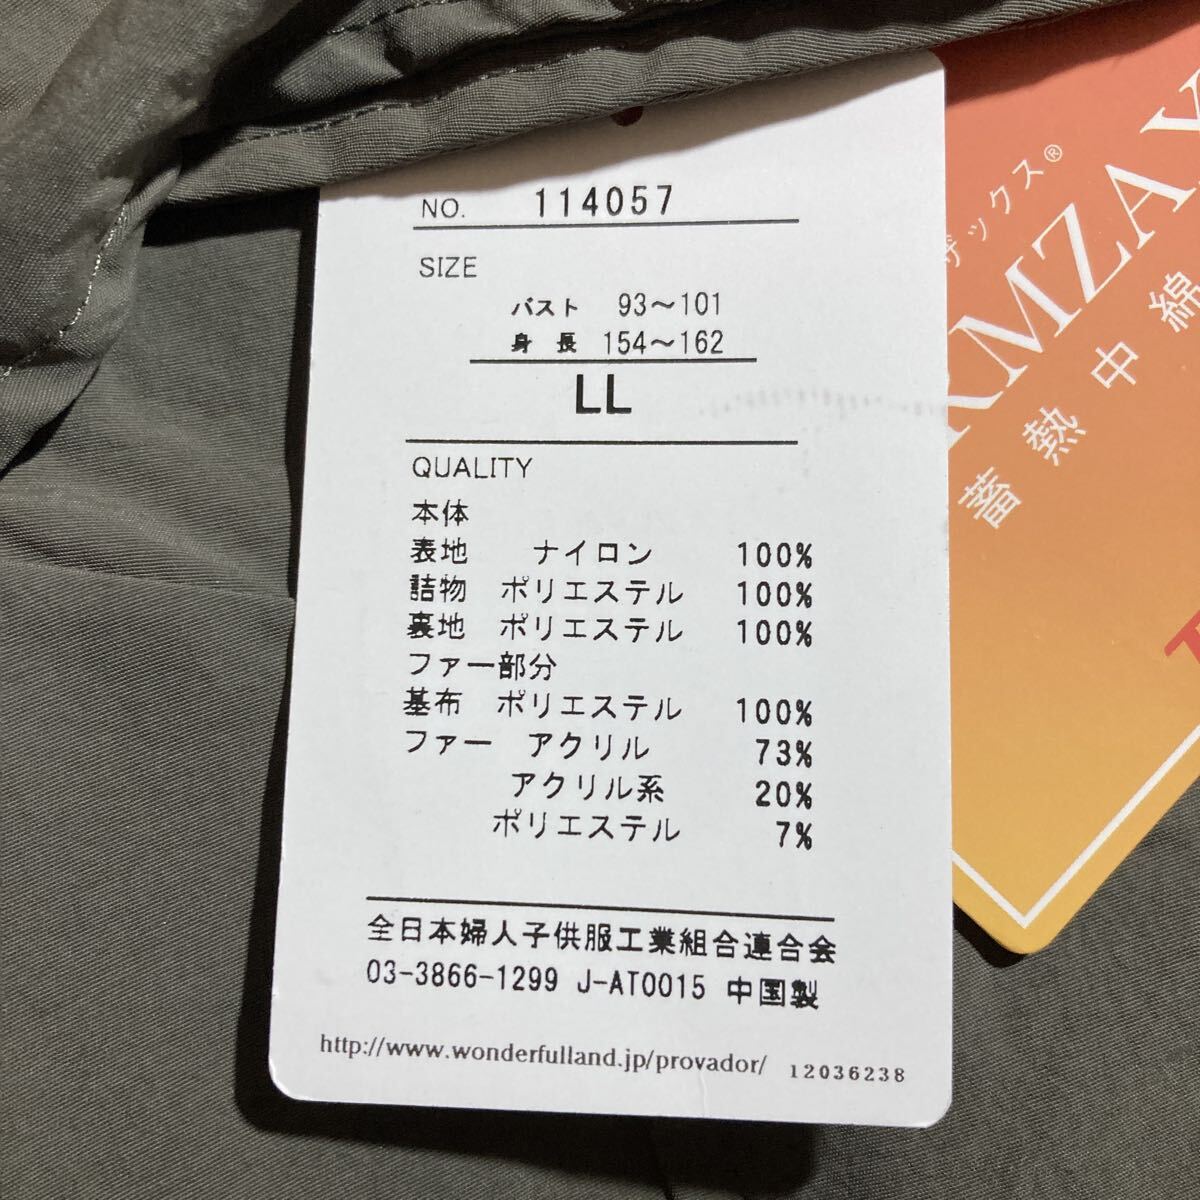 NO. 114057
SIZE
バスト 93～101
身長 154～162
LL
QUALITY
本体
表地 ナイロン 100%
詰物 ポリエステル 100%
裏地 ポリエステル 100%
ファー部分
基布 ポリエステル 100%
ファー アクリル 73%
アクリル系 20%
ポリエステル 7%
全日本婦人子供服工業組合連合会
03-3866-1299 J-AT0015 中国製
http://www.wonderfulland.jp/provador/ 12036238
ザックス®
RMZAX
蓄熱中綿